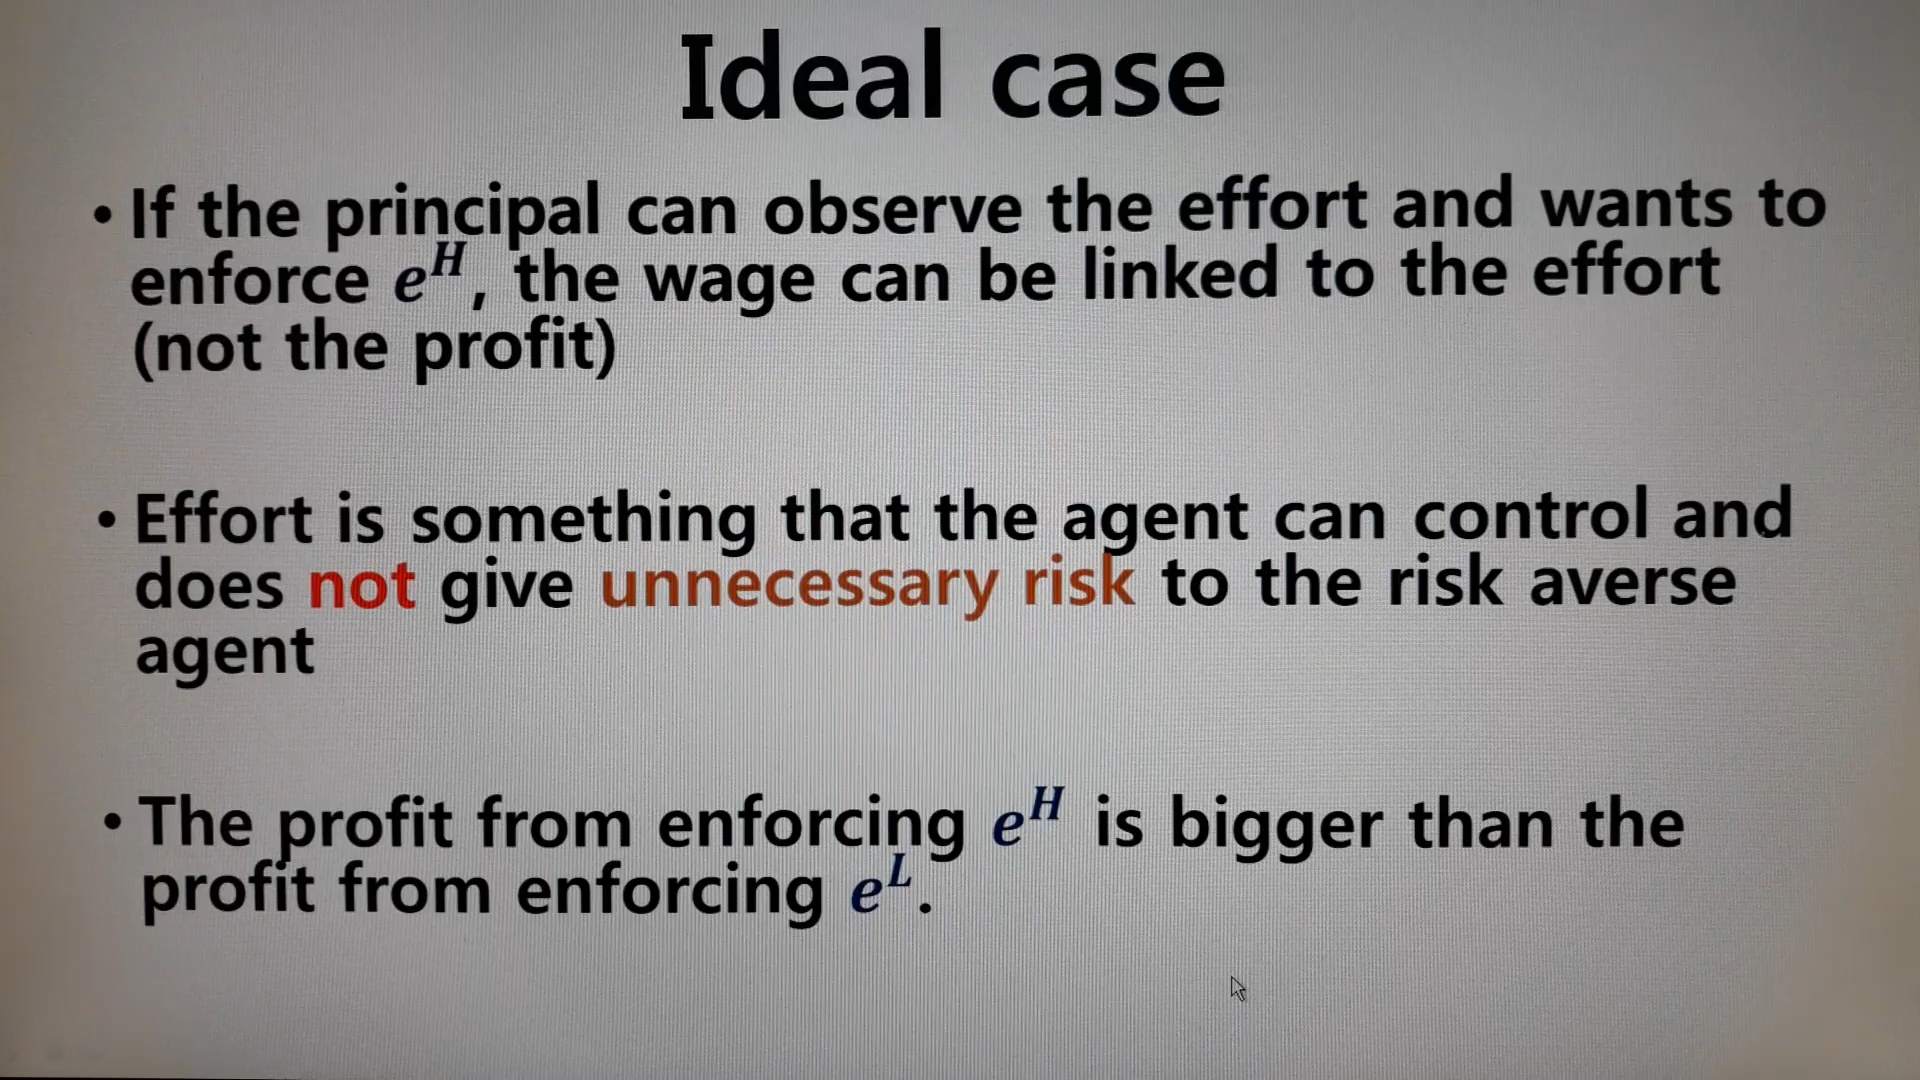 Ideal case
• If the principal can observe the effort and wants to
enforce e^H, the wage can be linked to the effort
(not the profit)
• Effort is something that the agent can control and
does not give unnecessary risk to the risk averse
agent
• The profit from enforcing e^H is bigger than the
profit from enforcing e^L.